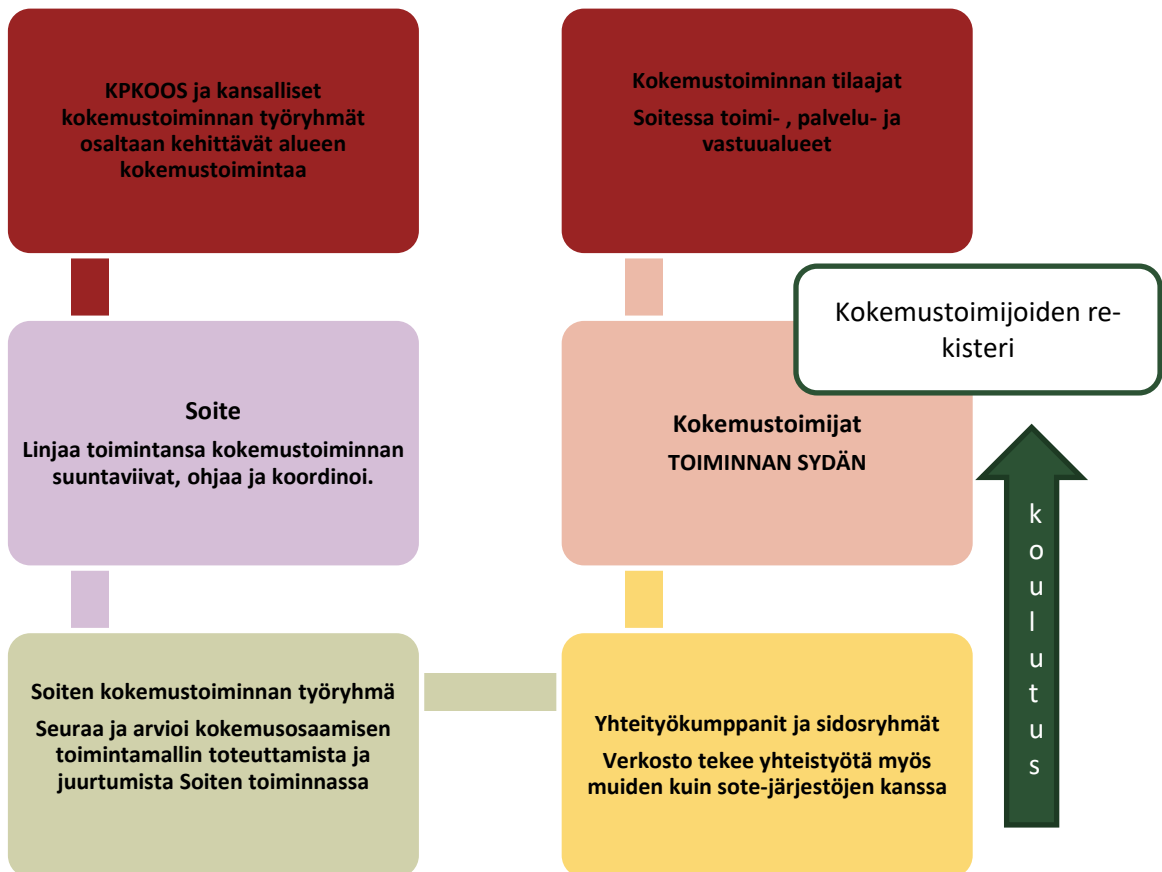 KPKOOS ja kansalliset
kokemustoiminnan työryhmät
osaltaan kehittävät alueen
kokemustoimintaa
Soite
Linjaa toimintansa kokemustoiminnan
suuntaviivat, ohjaa ja koordinoi.
Soiten kokemustoiminnan työryhmä
Seuraa ja arvioi kokemusosaamisen
toimintamallin toteuttamista ja
juurtumista Soiten toiminnassa
Yhteityökumppanit ja sidosryhmät
Verkosto tekee yhteistyötä myös
muiden kuin sote-järjestöjen kanssa
Kokemustoimijat
TOIMINNAN SYDÄN
Kokemustoiminnan tilaajat
Soitessa toimi- , palvelu- ja
vastuualueet
Kokemustoimijoiden re-
kisteri
k
o
u
l
u
t
u
s